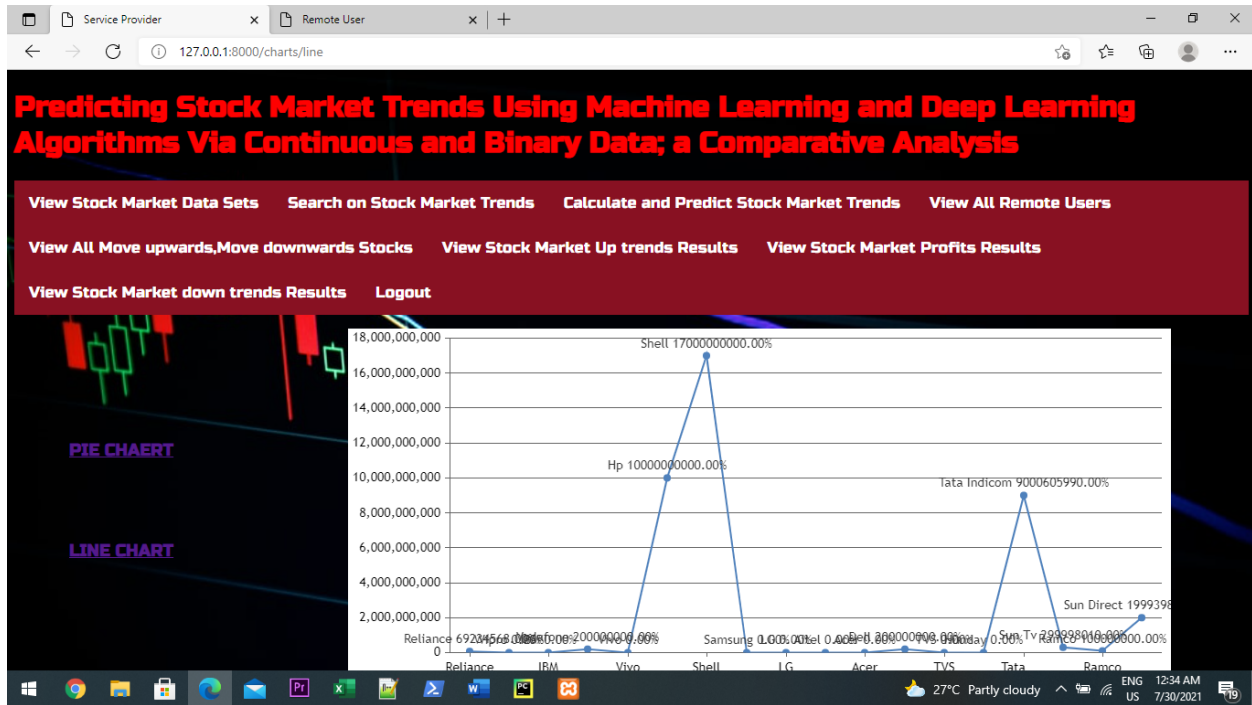 Service Provider
Remote User
127.0.0.1:8000/charts/line
Predicting Stock Market Trends Using Machine Learning and Deep Learning
Algorithms Via Continuous and Binary Data; a Comparative Analysis
View Stock Market Data Sets Search on Stock Market Trends Calculate and Predict Stock Market Trends View All Remote Users
View All Move upwards,Move downwards Stocks View Stock Market Up trends Results View Stock Market Profits Results
View Stock Market down trends Results Logout
PIE CHAERT
LINE CHART
18,000,000,000
16,000,000,000
14,000,000,000
12,000,000,000
10,000,000,000
8,000,000,000
6,000,000,000
4,000,000,000
2,000,000,000
0
Shell 17000000000.00%
Hp 10000000000.00%
Tata Indicom 9000605990.00%
Sun Direct 1999398
Reliance
Vivo 0.00%
Samsung
Reliance IBM Vivo Shell LG Acer TVS Tata Ramco
27°C Partly cloudy
ENG
US
12:34 AM
7/30/2021
19